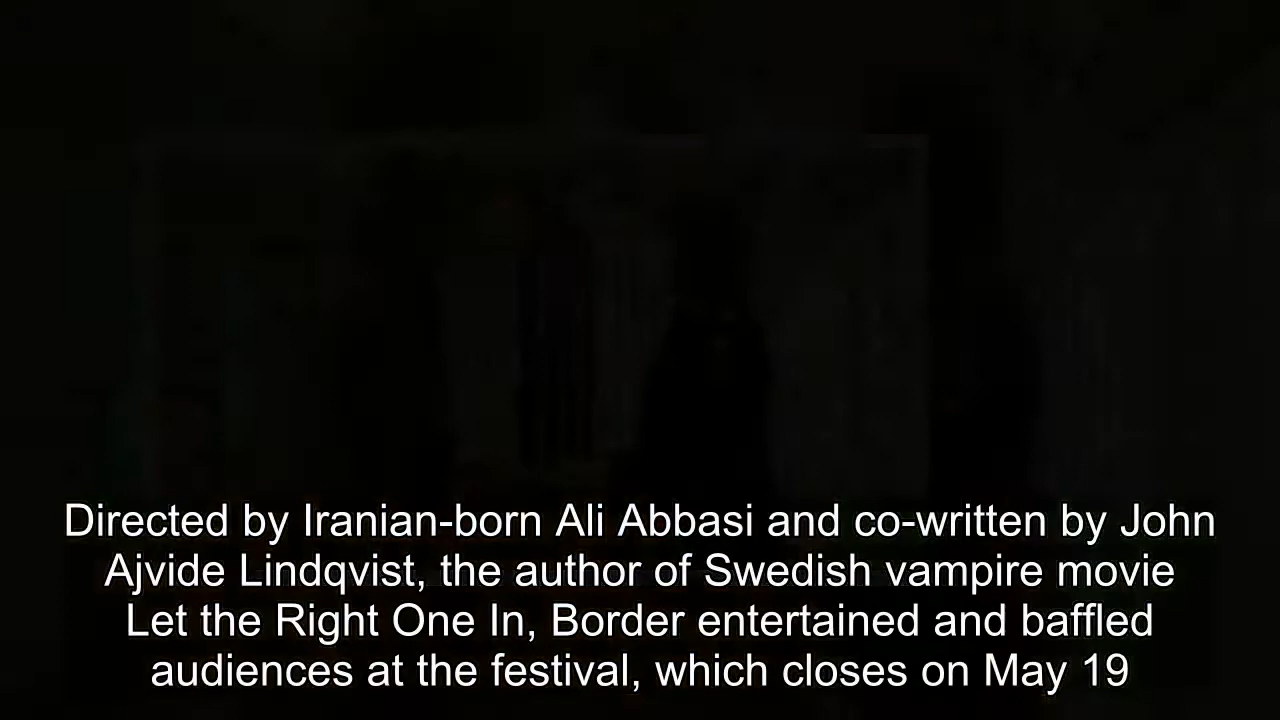 Directed by Iranian-born Ali Abbasi and co-written by John
Ajvide Lindqvist, the author of Swedish vampire movie
Let the Right One In, Border entertained and baffled
audiences at the festival, which closes on May 19